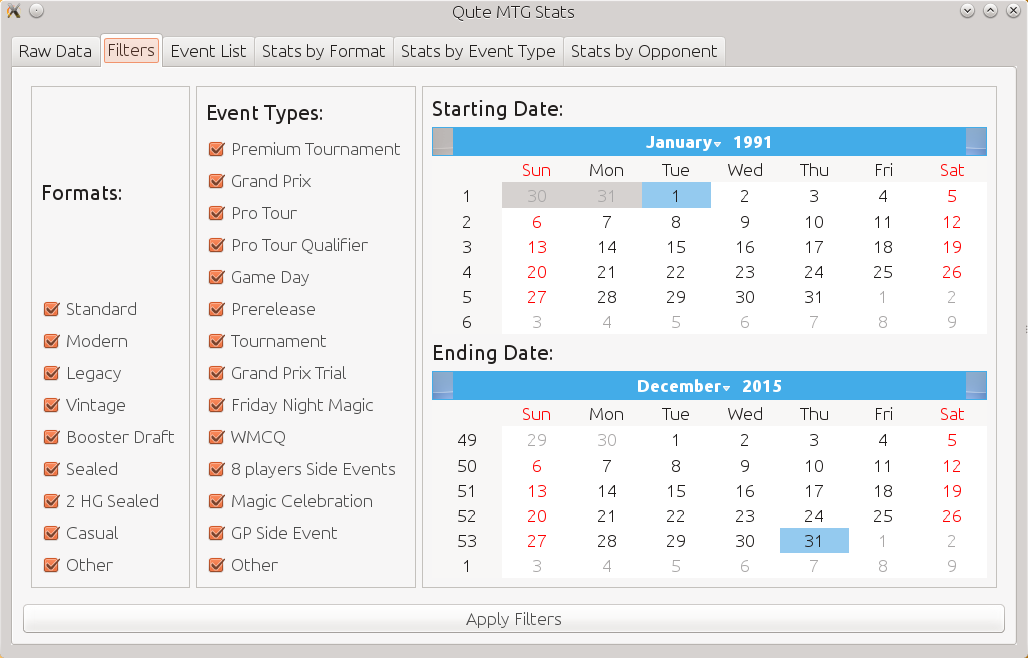 Qute MTG Stats
Raw Data Filters Event List Stats by Format Stats by Event Type Stats by Opponent
Formats:
Standard
Modern
Legacy
Vintage
Booster Draft
Sealed
2 HG Sealed
Casual
Other
Event Types:
Premium Tournament
Grand Prix
Pro Tour
Pro Tour Qualifier
Game Day
Prerelease
Tournament
Grand Prix Trial
Friday Night Magic
WMCQ
8 players Side Events
Magic Celebration
GP Side Event
Other
Starting Date:
January 1991
Sun Mon Tue Wed Thu Fri Sat
1 30 31 1 2 3 4 5
2 6 7 8 9 10 11 12
3 13 14 15 16 17 18 19
4 20 21 22 23 24 25 26
5 27 28 29 30 31 1 2
6 3 4 5 6 7 8 9
Ending Date:
December 2015
Sun Mon Tue Wed Thu Fri Sat
49 29 30 1 2 3 4 5
50 6 7 8 9 10 11 12
51 13 14 15 16 17 18 19
52 20 21 22 23 24 25 26
53 27 28 29 30 31 1 2
1 3 4 5 6 7 8 9
Apply Filters